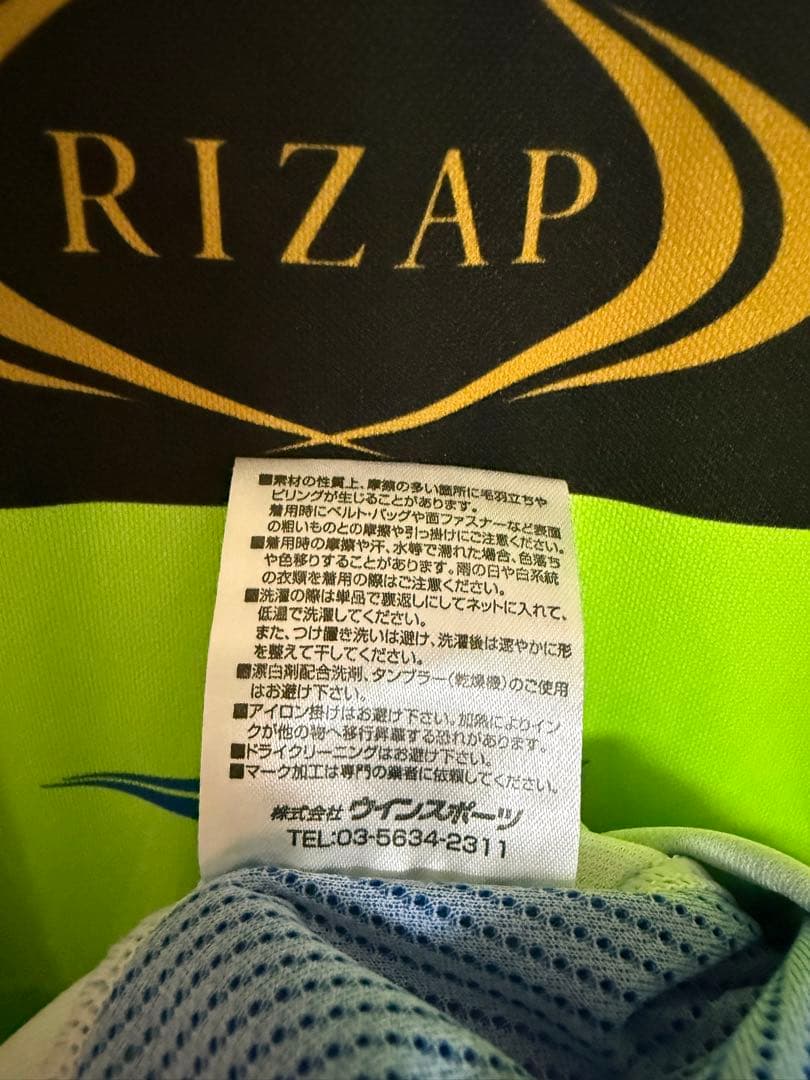 RIZAP
■素材の性質上、摩擦の多い箇所に毛羽立ちや
ピリングが生じることがあります。
着用時にベルト・バッグや面ファスナーなど表面
の粗いものとの摩擦や引っ掛けにご注意ください。
■着用時の摩擦や汗、水等で濡れた場合、色落ち
や色移りすることがあります。雨の日や白系統
の衣類を着用の際はご注意ください。
■洗濯の際は単品で裏返しにしてネットに入れて、
低温で洗濯してください。
また、つけ置き洗いは避け、洗濯後は速やかに形
を整えて干してください。
■漂白剤配合洗剤、タンブラー(乾燥機)のご使用
はお避け下さい。
■アイロン掛けはお避け下さい。加熱によりイン
クが他の物へ移行昇華する恐れがあります。
■ドライクリーニングはお避け下さい。
■マーク加工は専門の業者に依頼してください。
株式会社 ウインスポーツ
TEL:03-5634-2311